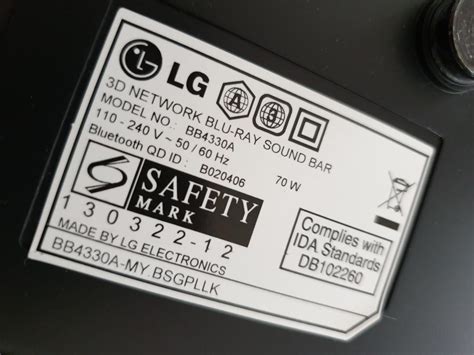 LG A 3
3D NETWORK BLU-RAY SOUND BAR
MODEL NO.: BB4330A
110 - 240 V ~ 50 / 60 Hz 70 W
Bluetooth QD ID : B020406
S SAFETY
MARK
130322-12
MADE BY LG ELECTRONICS
BB4330A-MY BSGPLLK
Complies with
IDA Standards
DB102260